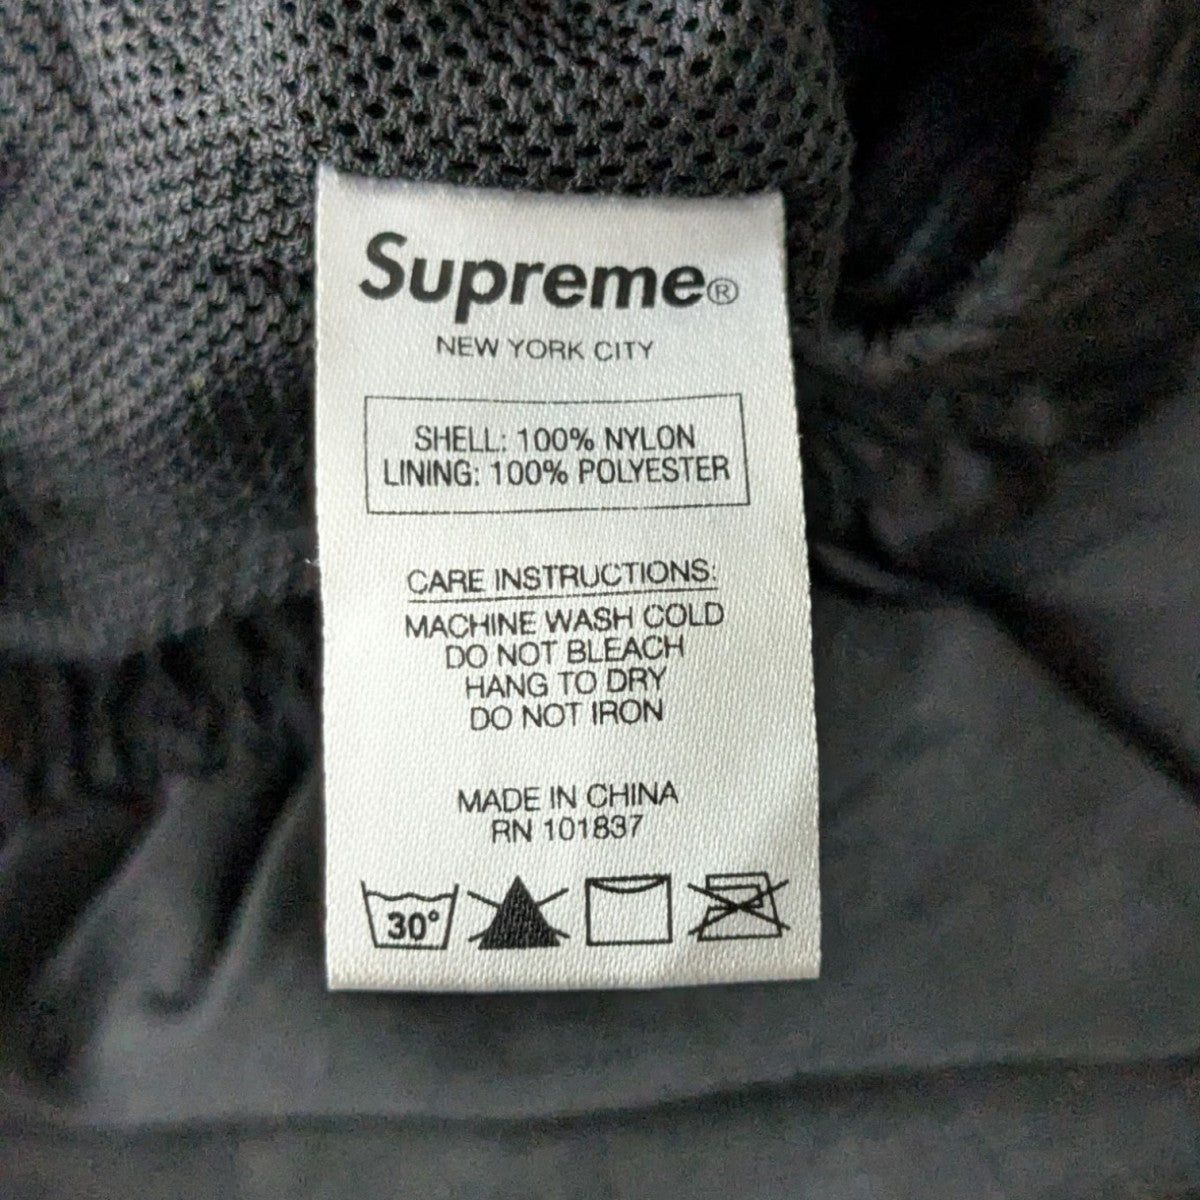 Supreme®
NEW YORK CITY
SHELL: 100% NYLON
LINING: 100% POLYESTER
CARE INSTRUCTIONS:
MACHINE WASH COLD
DO NOT BLEACH
HANG TO DRY
DO NOT IRON
MADE IN CHINA
RN 101837
30°